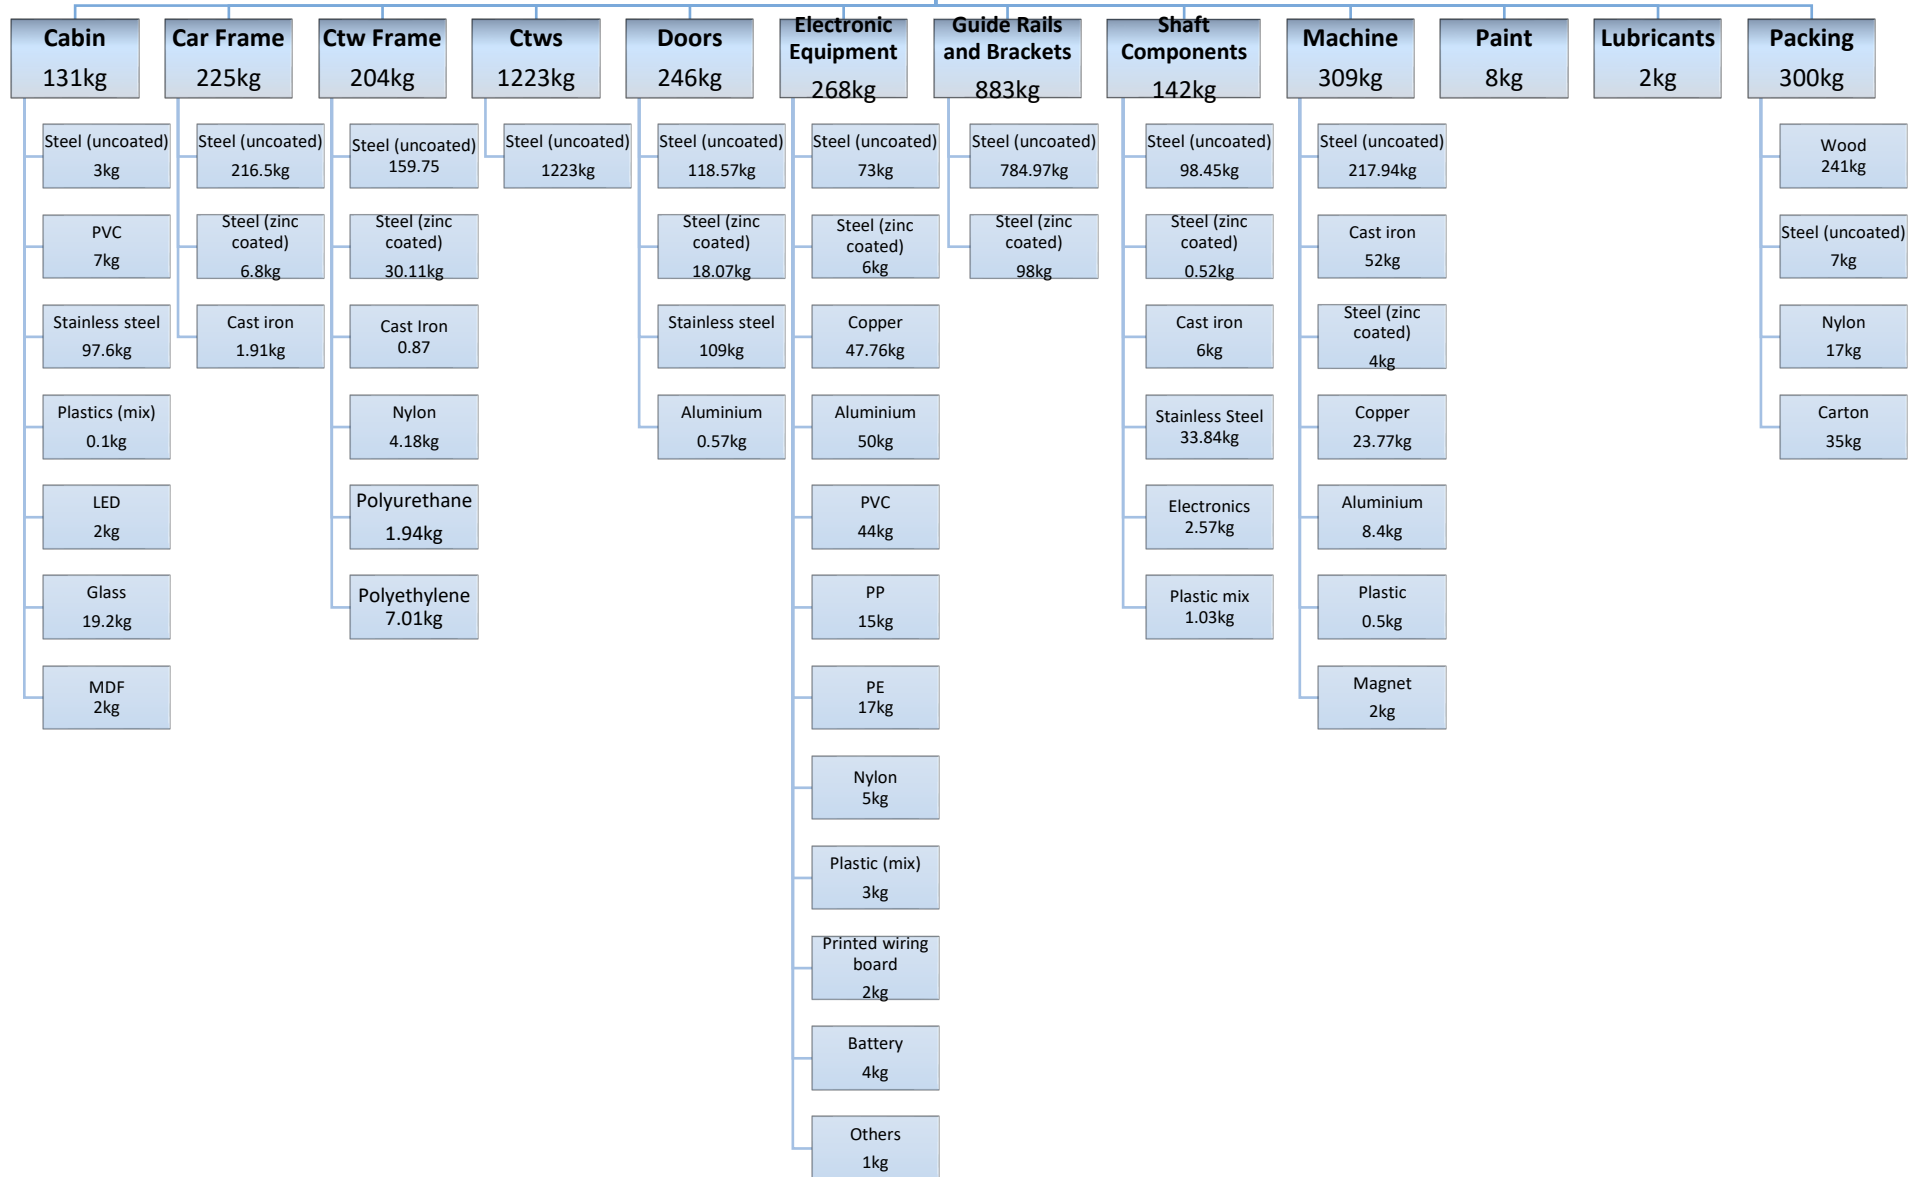 Cabin
131kg
Steel (uncoated)
3kg
PVC
7kg
Stainless steel
97.6kg
Plastics (mix)
0.1kg
LED
2kg
Glass
19.2kg
MDF
2kg
Car Frame
225kg
Steel (uncoated)
216.5kg
Steel (zinc
coated)
6.8kg
Cast iron
1.91kg
Ctw Frame
204kg
Steel (uncoated)
159.75
Steel (zinc
coated)
30.11kg
Cast Iron
0.87
Nylon
4.18kg
Polyurethane
1.94kg
Polyethylene
7.01kg
Ctws
1223kg
Steel (uncoated)
1223kg
Doors
246kg
Steel (uncoated)
118.57kg
Steel (zinc
coated)
18.07kg
Stainless steel
109kg
Aluminium
0.57kg
Electronic
Equipment
268kg
Steel (uncoated)
73kg
Steel (zinc
coated)
6kg
Copper
47.76kg
Aluminium
50kg
PVC
44kg
PP
15kg
PE
17kg
Nylon
5kg
Plastic (mix)
3kg
Printed wiring
board
2kg
Battery
4kg
Others
1kg
Guide Rails
and Brackets
883kg
Steel (uncoated)
784.97kg
Steel (zinc
coated)
98kg
Shaft
Components
142kg
Steel (uncoated)
98.45kg
Steel (zinc
coated)
0.52kg
Cast iron
6kg
Stainless Steel
33.84kg
Electronics
2.57kg
Plastic mix
1.03kg
Machine
309kg
Steel (uncoated)
217.94kg
Cast iron
52kg
Steel (zinc
coated)
4kg
Copper
23.77kg
Aluminium
8.4kg
Plastic
0.5kg
Magnet
2kg
Paint
8kg
Lubricants
2kg
Packing
300kg
Wood
241kg
Steel (uncoated)
7kg
Nylon
17kg
Carton
35kg